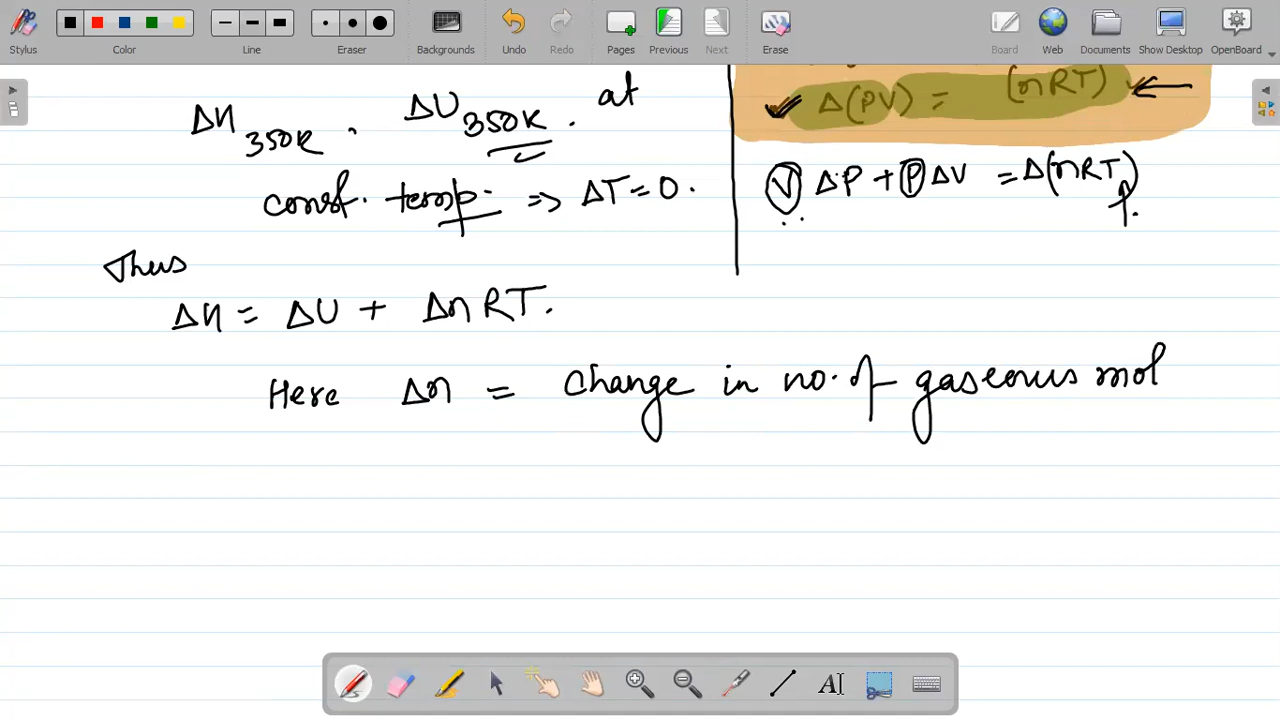 Stylus Color Line Eraser Backgrounds Undo Redo Pages Previous Next Erase Board Web Documents Show Desktop OpenBoard
ΔH350K . ΔU350K . at
const. temp. ⇒ ΔT = 0 .
Δ(PV) = (nRT) ←
V ΔP + P ΔV = Δ(nRT)
Thus
ΔH = ΔU + Δn RT.
Here Δn = change in no. of gaseous mol